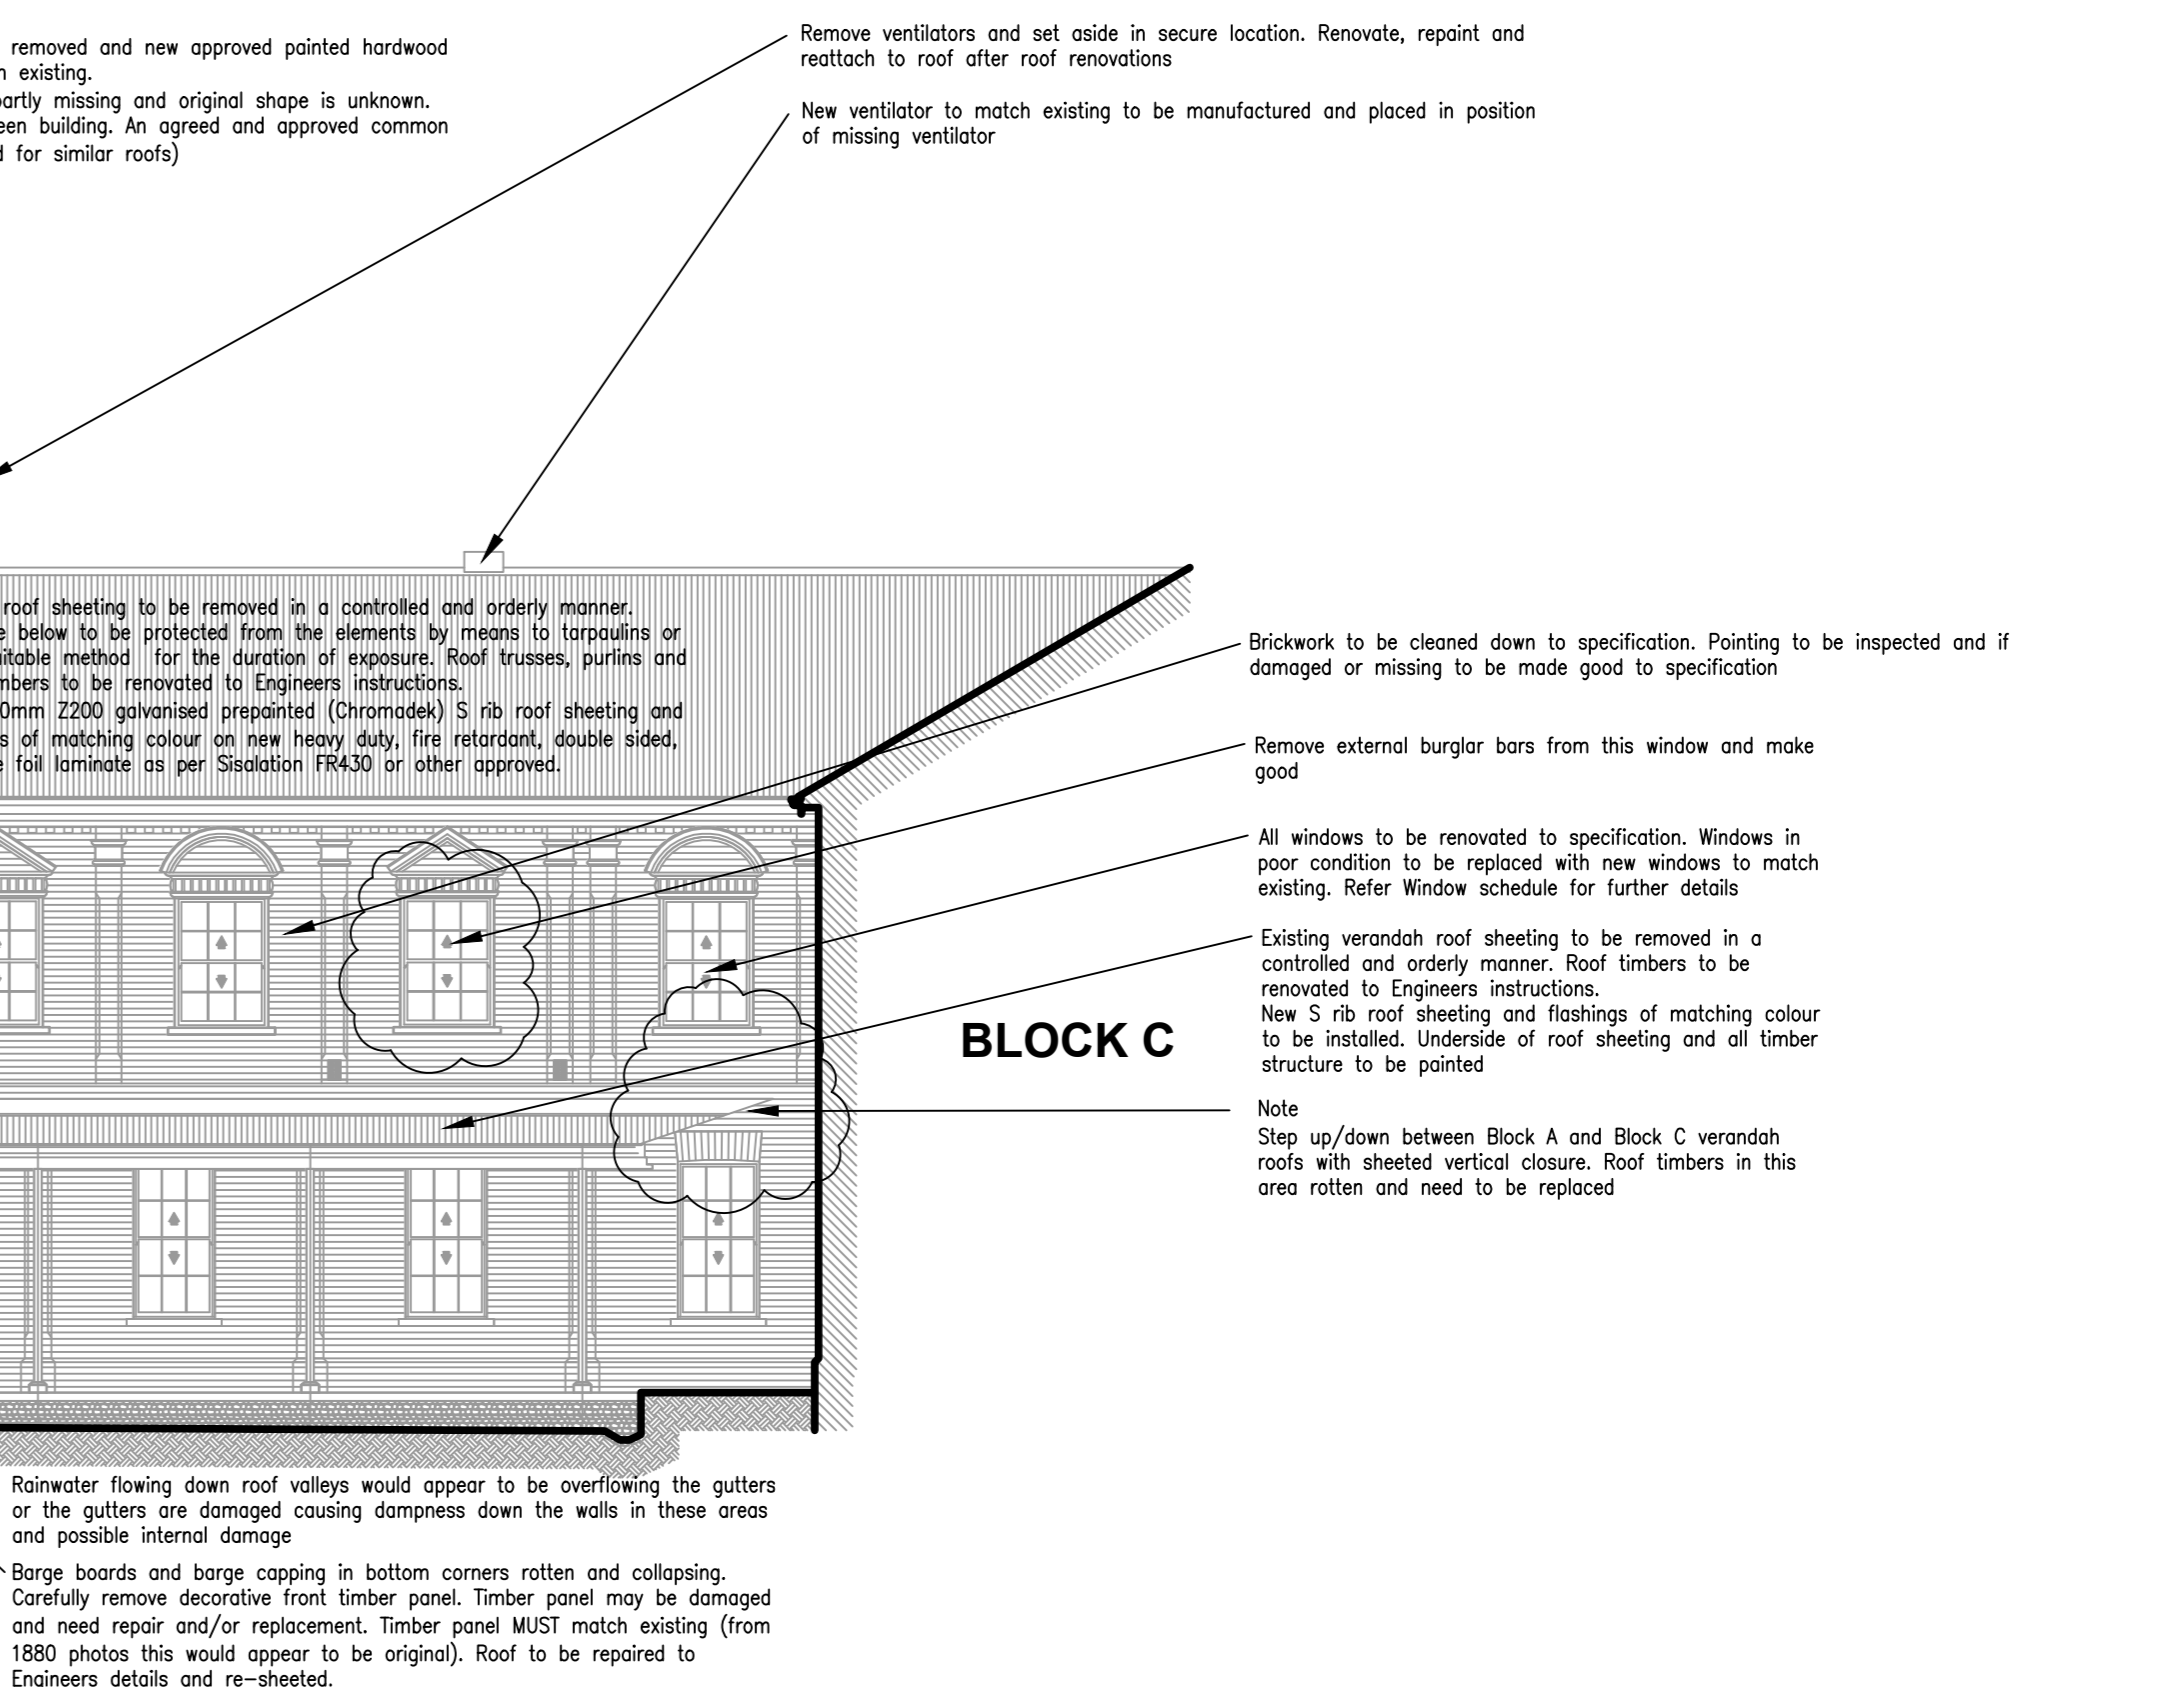 removed and new approved painted hardwood
existing.
partly missing and original shape is unknown.
building. An agreed and approved common
for similar roofs)
Remove ventilators and set aside in secure location. Renovate, repaint and
reattach to roof after roof renovations
New ventilator to match existing to be manufactured and placed in position
of missing ventilator
roof sheeting to be removed in a controlled and orderly manner.
below to be protected from the elements by means to tarpaulins or
method for the duration of exposure. Roof trusses, purlins and
to be renovated to Engineers instructions.
0mm Z200 galvanised prepainted (Chromadek) S rib roof sheeting and
of matching colour on new heavy duty, fire retardant, double sided,
foil laminate as per Sisalation FR430 or other approved.
Brickwork to be cleaned down to specification. Pointing to be inspected and if
damaged or missing to be made good to specification
Remove external burglar bars from this window and make
good
All windows to be renovated to specification. Windows in
poor condition to be replaced with new windows to match
existing. Refer Window schedule for further details
Existing verandah roof sheeting to be removed in a
controlled and orderly manner. Roof timbers to be
renovated to Engineers instructions.
New S rib roof sheeting and flashings of matching colour
to be installed. Underside of roof sheeting and all timber
structure to be painted
BLOCK C
Note
Step up/down between Block A and Block C verandah
roofs with sheeted vertical closure. Roof timbers in this
area rotten and need to be replaced
Rainwater flowing down roof valleys would appear to be overflowing the gutters
or the gutters are damaged causing dampness down the walls in these areas
and possible internal damage
Barge boards and barge capping in bottom corners rotten and collapsing.
Carefully remove decorative front timber panel. Timber panel may be damaged
and need repair and/or replacement. Timber panel MUST match existing (from
1880 photos this would appear to be original). Roof to be repaired to
Engineers details and re-sheeted.